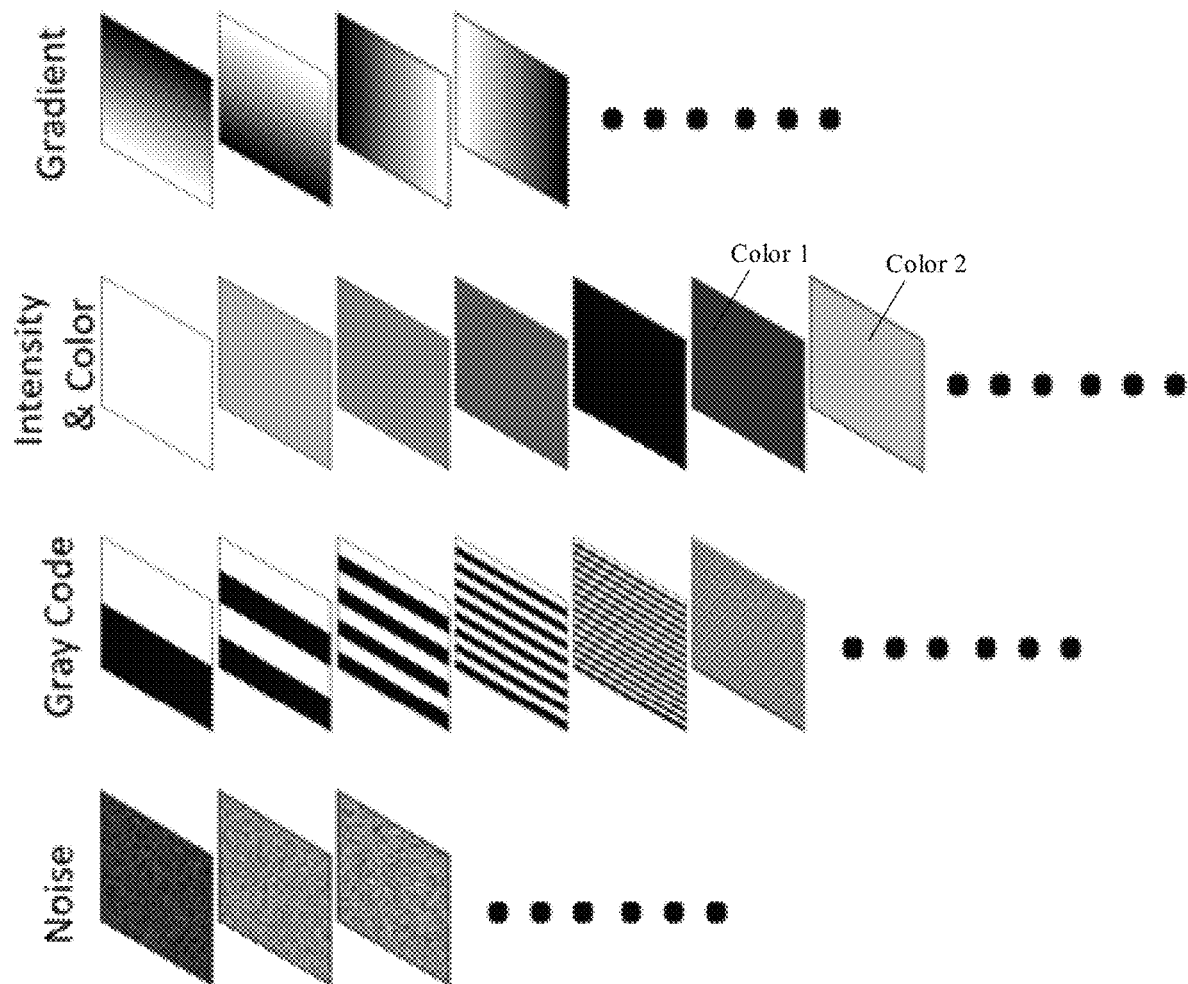 Gradient
Intensity
& Color
Color 1
Color 2
Gray Code
Noise